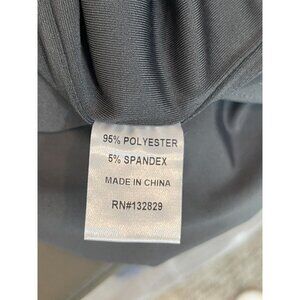 95% POLYESTER
5% SPANDEX
MADE IN CHINA
RN#132829